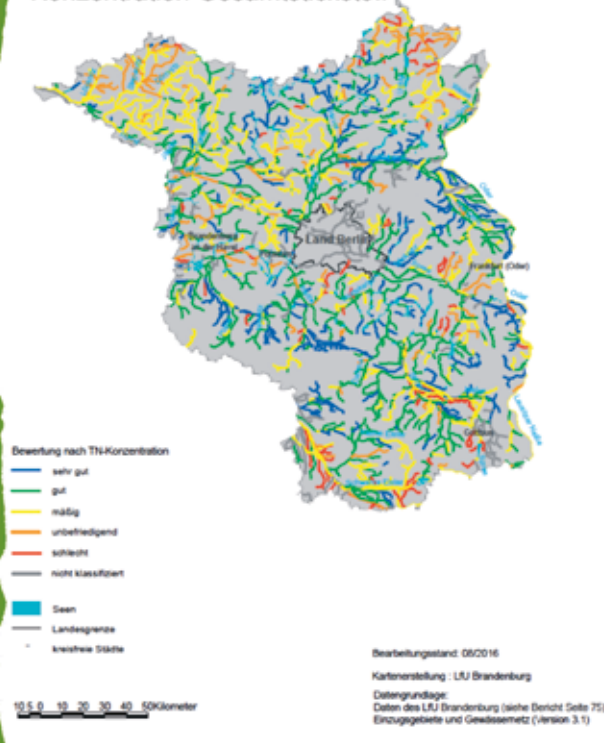 Land Berlin
Frankfurt (Oder)
Oder
Oder
Cottbus
Bewertung nach TN-Konzentration
sehr gut
gut
mäßig
unbefriedigend
schlecht
nicht klassifiziert
Seen
Landesgrenze
kreisfreie Städte
10 5 0 10 20 30 40 50Kilometer
Bearbeitungsstand: 08/2016
Kartenerstellung : LfU Brandenburg
Datengrundlage:
Daten des LfU Brandenburg (siehe Bericht Seite 75)
Einzugsgebiete und Gewässernetz (Version 3.1)